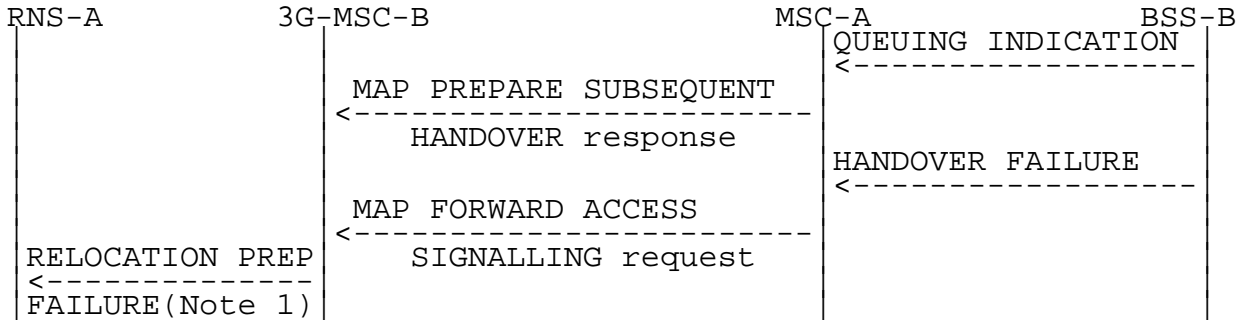 RNS-A 3G-MSC-B MSC-A BSS-B
QUEUING INDICATION
MAP PREPARE SUBSEQUENT
HANDOVER response
HANDOVER FAILURE
MAP FORWARD ACCESS
RELOCATION PREP SIGNALLING request
FAILURE(Note 1)